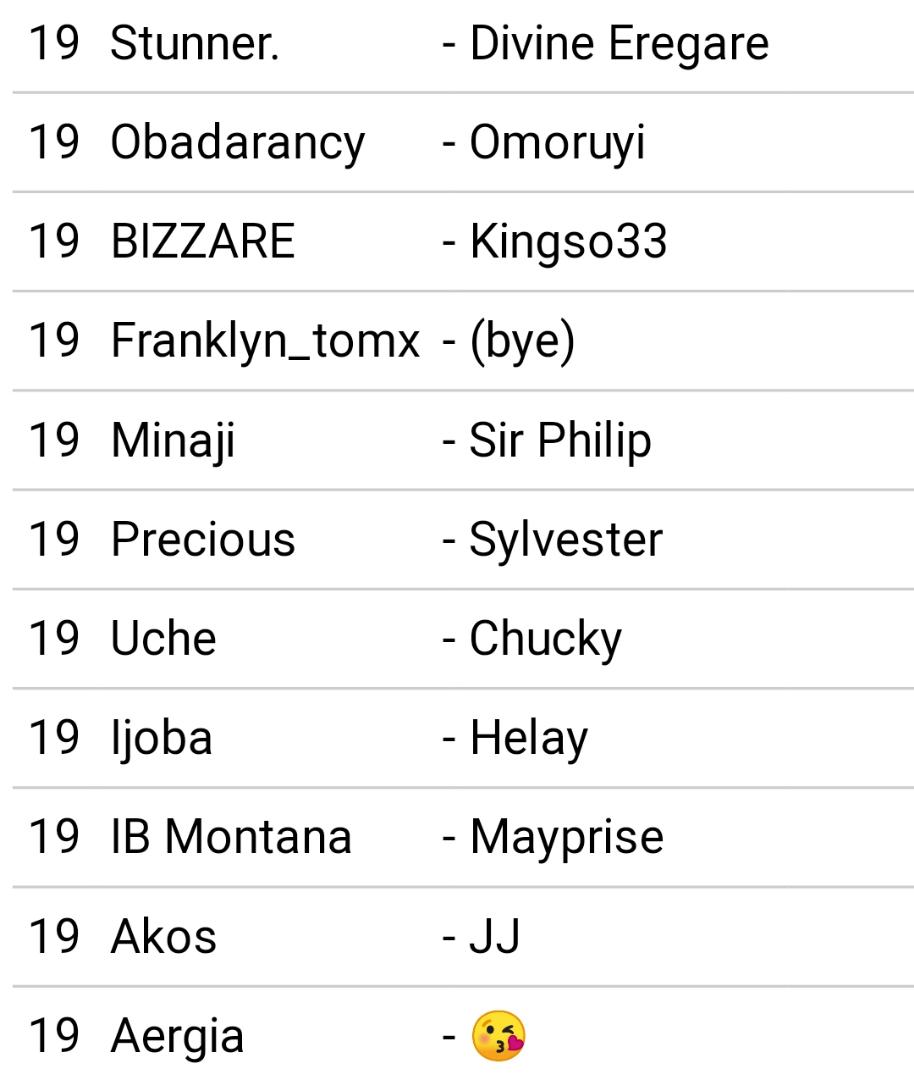 19 Stunner. - Divine Eregare
19 Obadarancy - Omoruyi
19 BIZZARE - Kingso33
19 Franklyn_tomx - (bye)
19 Minaji - Sir Philip
19 Precious - Sylvester
19 Uche - Chucky
19 Ijoba - Helay
19 IB Montana - Mayprise
19 Akos - JJ
19 Aergia - 😘